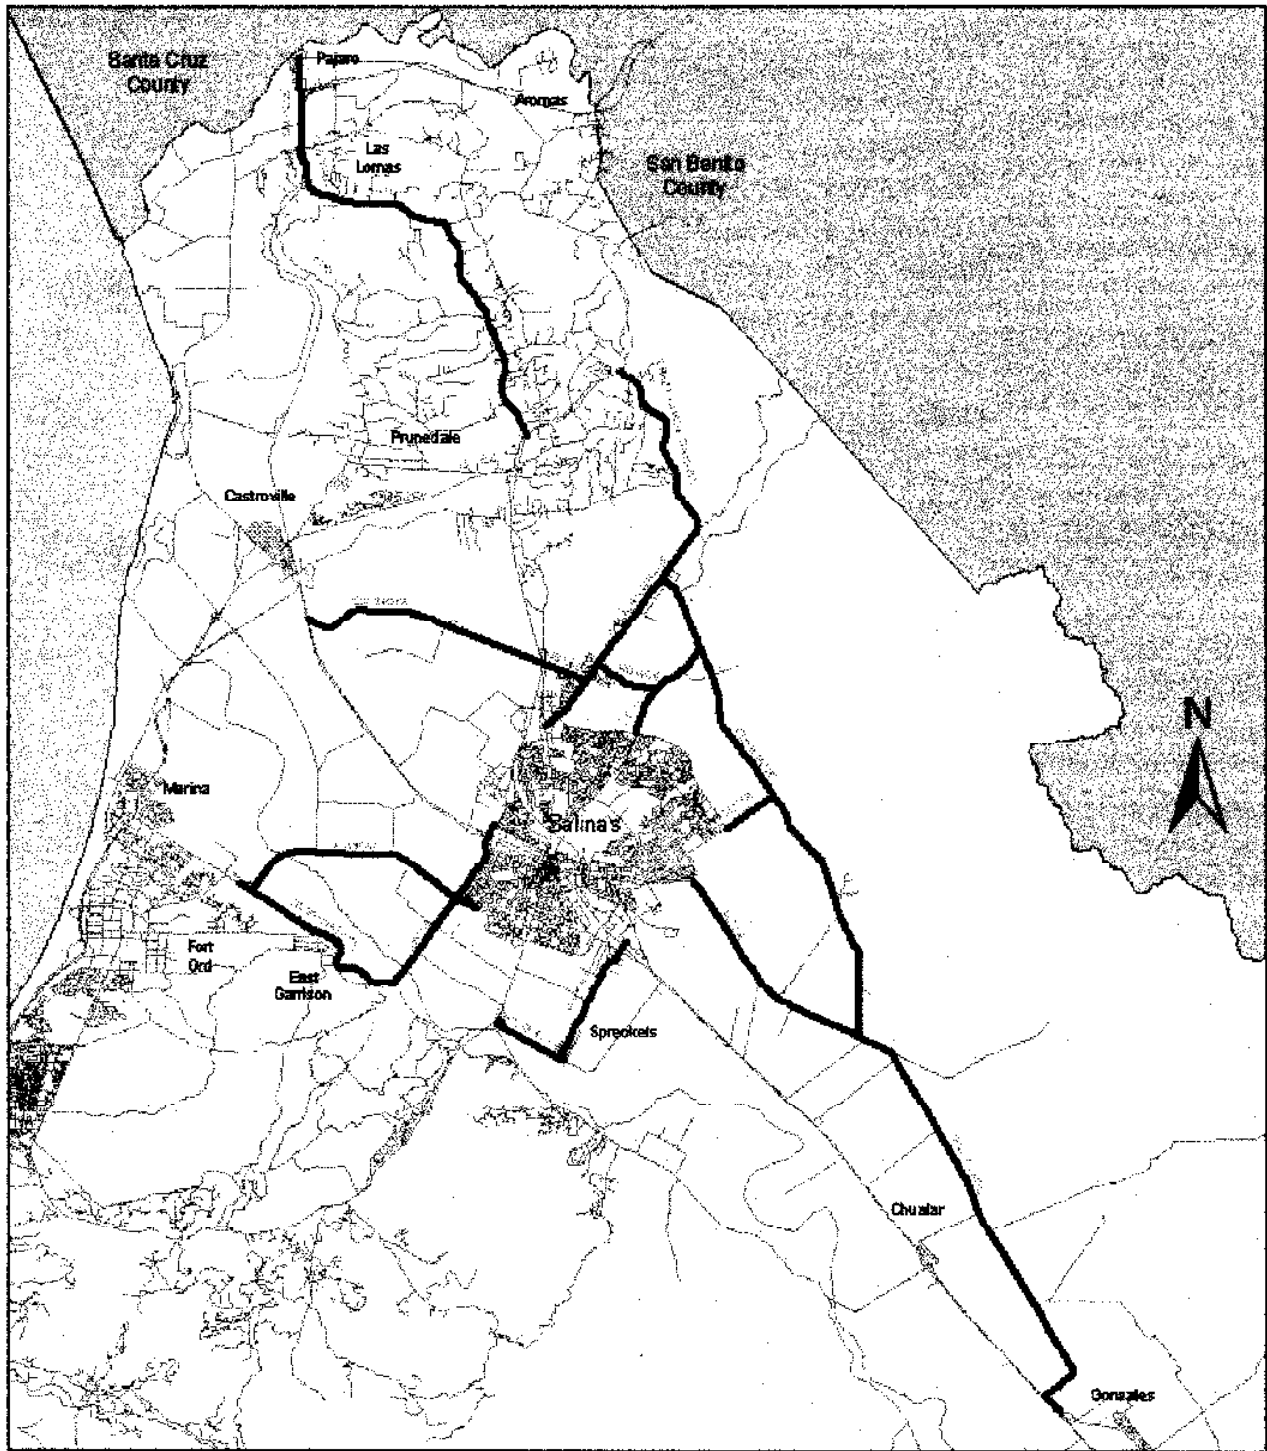 Santa Cruz
County
Pajaro
Aromas
Las
Lomas
San Benito
County
Prunedale
Castroville
N
Marina
Salinas
Fort
Ord
East
Garrison
Spreckels
Chualar
Gonzales